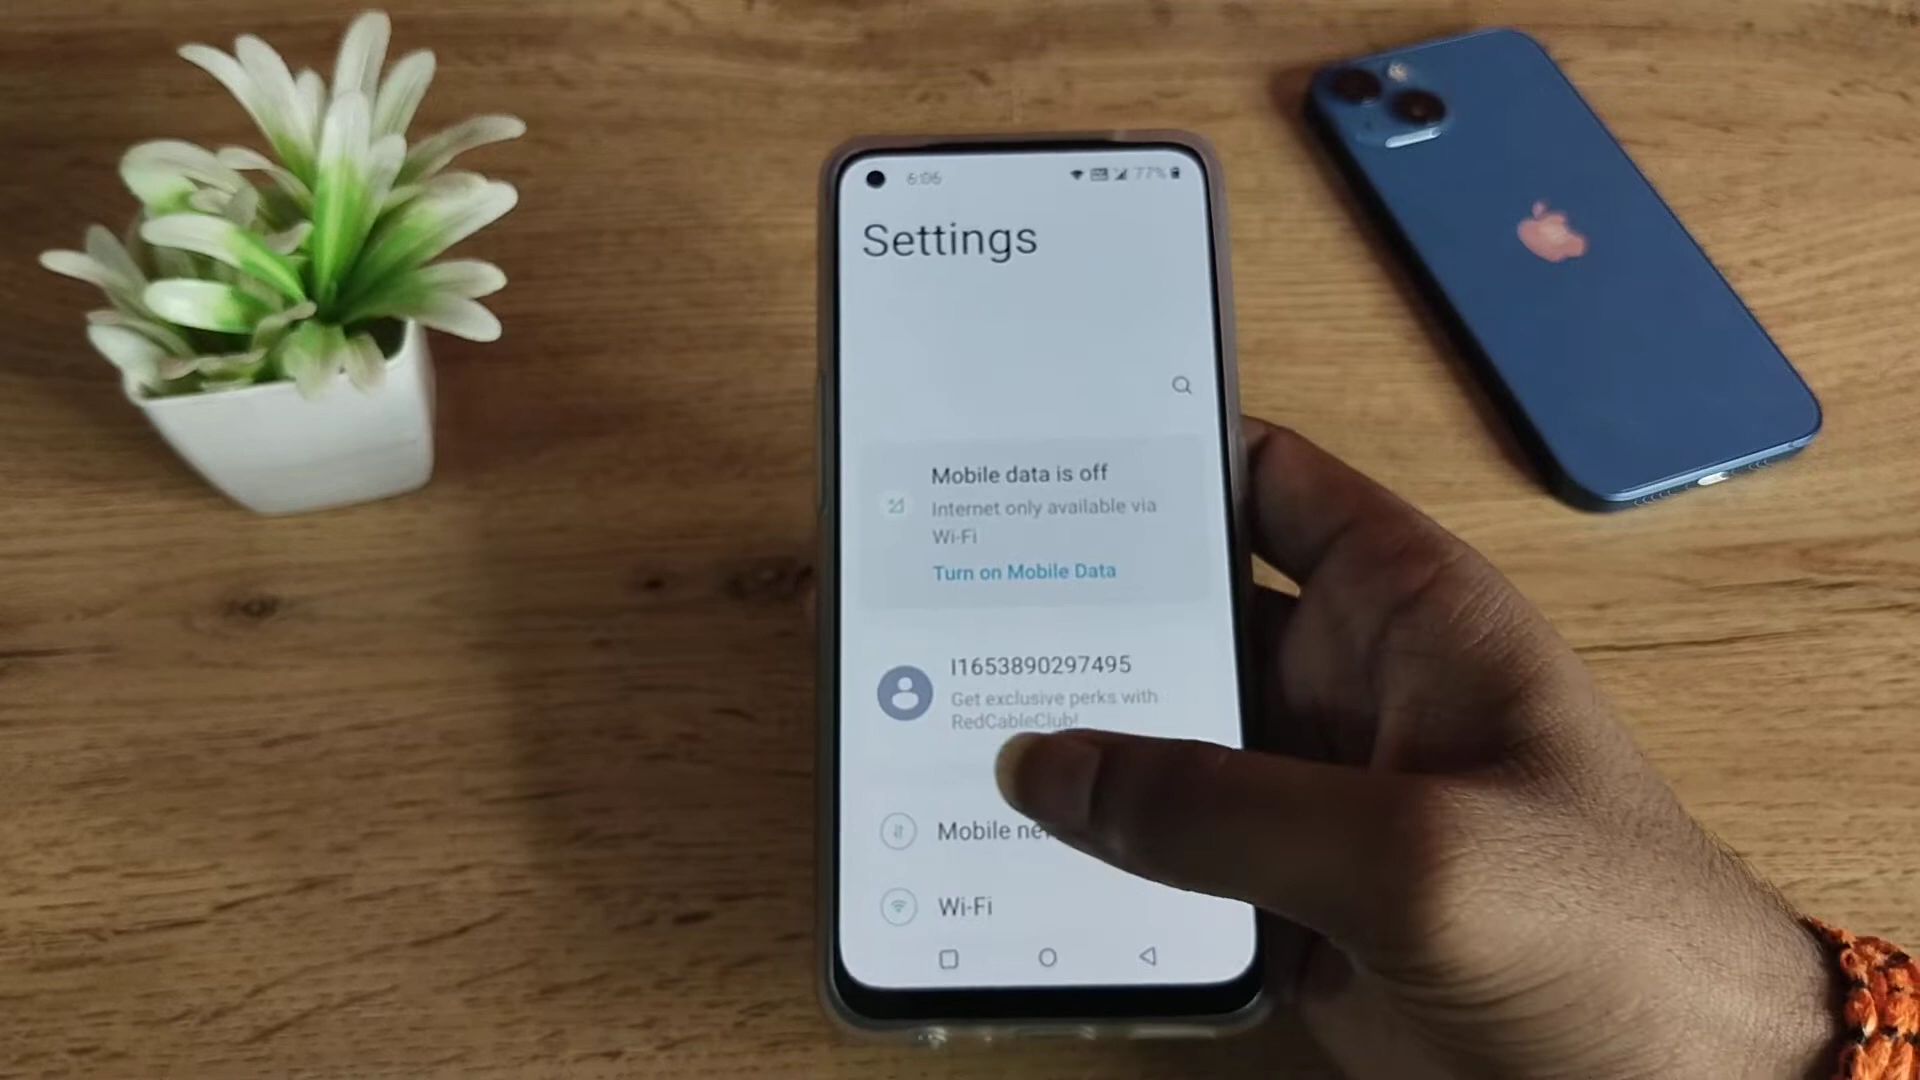 6:06
77%
Settings
Mobile data is off
Internet only available via
Wi-Fi
Turn on Mobile Data
I1653890297495
Get exclusive perks with
RedCableClub!
Mobile ne
Wi-Fi